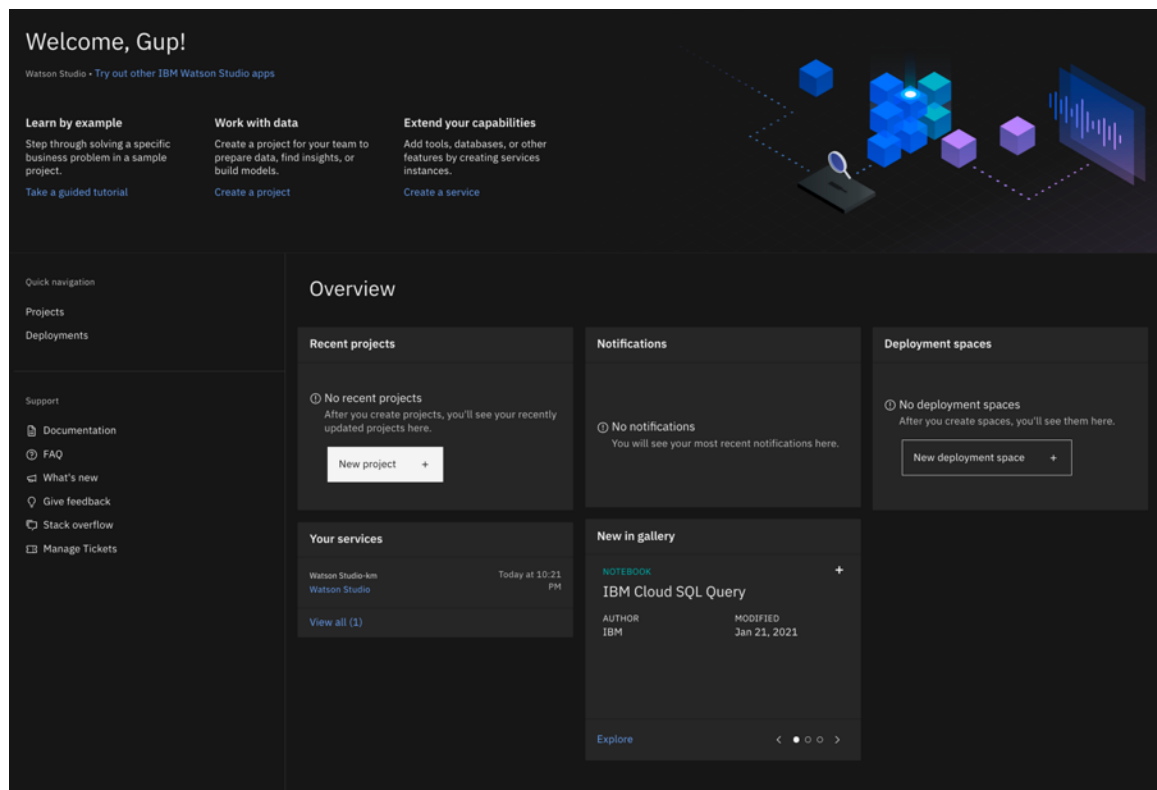 Welcome, Gup!
Watson Studio • Try out other IBM Watson Studio apps
Learn by example
Step through solving a specific
business problem in a sample
project.
Take a guided tutorial
Work with data
Create a project for your team to
prepare data, find insights, or
build models.
Create a project
Extend your capabilities
Add tools, databases, or other
features by creating services
instances.
Create a service
Quick navigation
Projects
Deployments
Support
Documentation
FAQ
What's new
Give feedback
Stack overflow
Manage Tickets
Overview
Recent projects
No recent projects
After you create projects, you'll see your recently
updated projects here.
New project +
Notifications
No notifications
You will see your most recent notifications here.
Deployment spaces
No deployment spaces
After you create spaces, you'll see them here.
New deployment space +
Your services
Watson Studio-km
Watson Studio
Today at 10:21
PM
View all (1)
New in gallery
NOTEBOOK +
IBM Cloud SQL Query
AUTHOR
IBM
MODIFIED
Jan 21, 2021
Explore